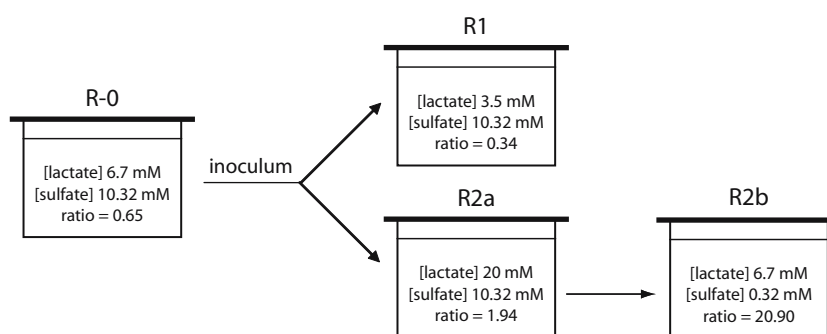 R-0
[lactate] 6.7 mM
[sulfate] 10.32 mM
ratio = 0.65
inoculum
R1
[lactate] 3.5 mM
[sulfate] 10.32 mM
ratio = 0.34
R2a
[lactate] 20 mM
[sulfate] 10.32 mM
ratio = 1.94
R2b
[lactate] 6.7 mM
[sulfate] 0.32 mM
ratio = 20.90